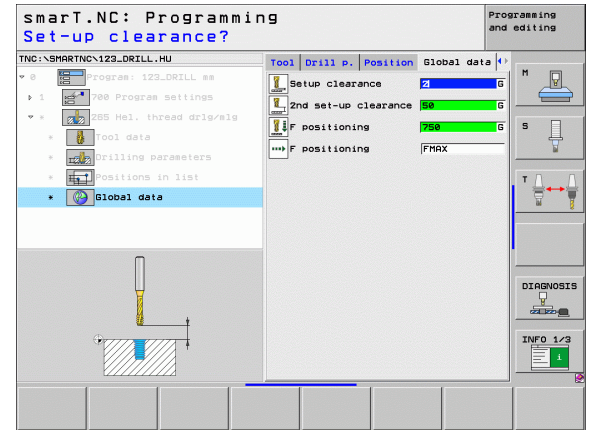 smarT.NC: Programming
Set-up clearance?
Programming
and editing
TNC:\SMARTNC\123_DRILL.HU
Tool Drill p. Position Global data
0 Program: 123_DRILL mm
1 700 Program settings
* 265 Hel. thread drlg/mlg
* Tool data
* Drilling parameters
* Positions in list
* Global data
Setup clearance 2 G
2nd set-up clearance 50 G
F positioning 750 G
F positioning FMAX
M
S
T
DIAGNOSIS
INFO 1/3
i